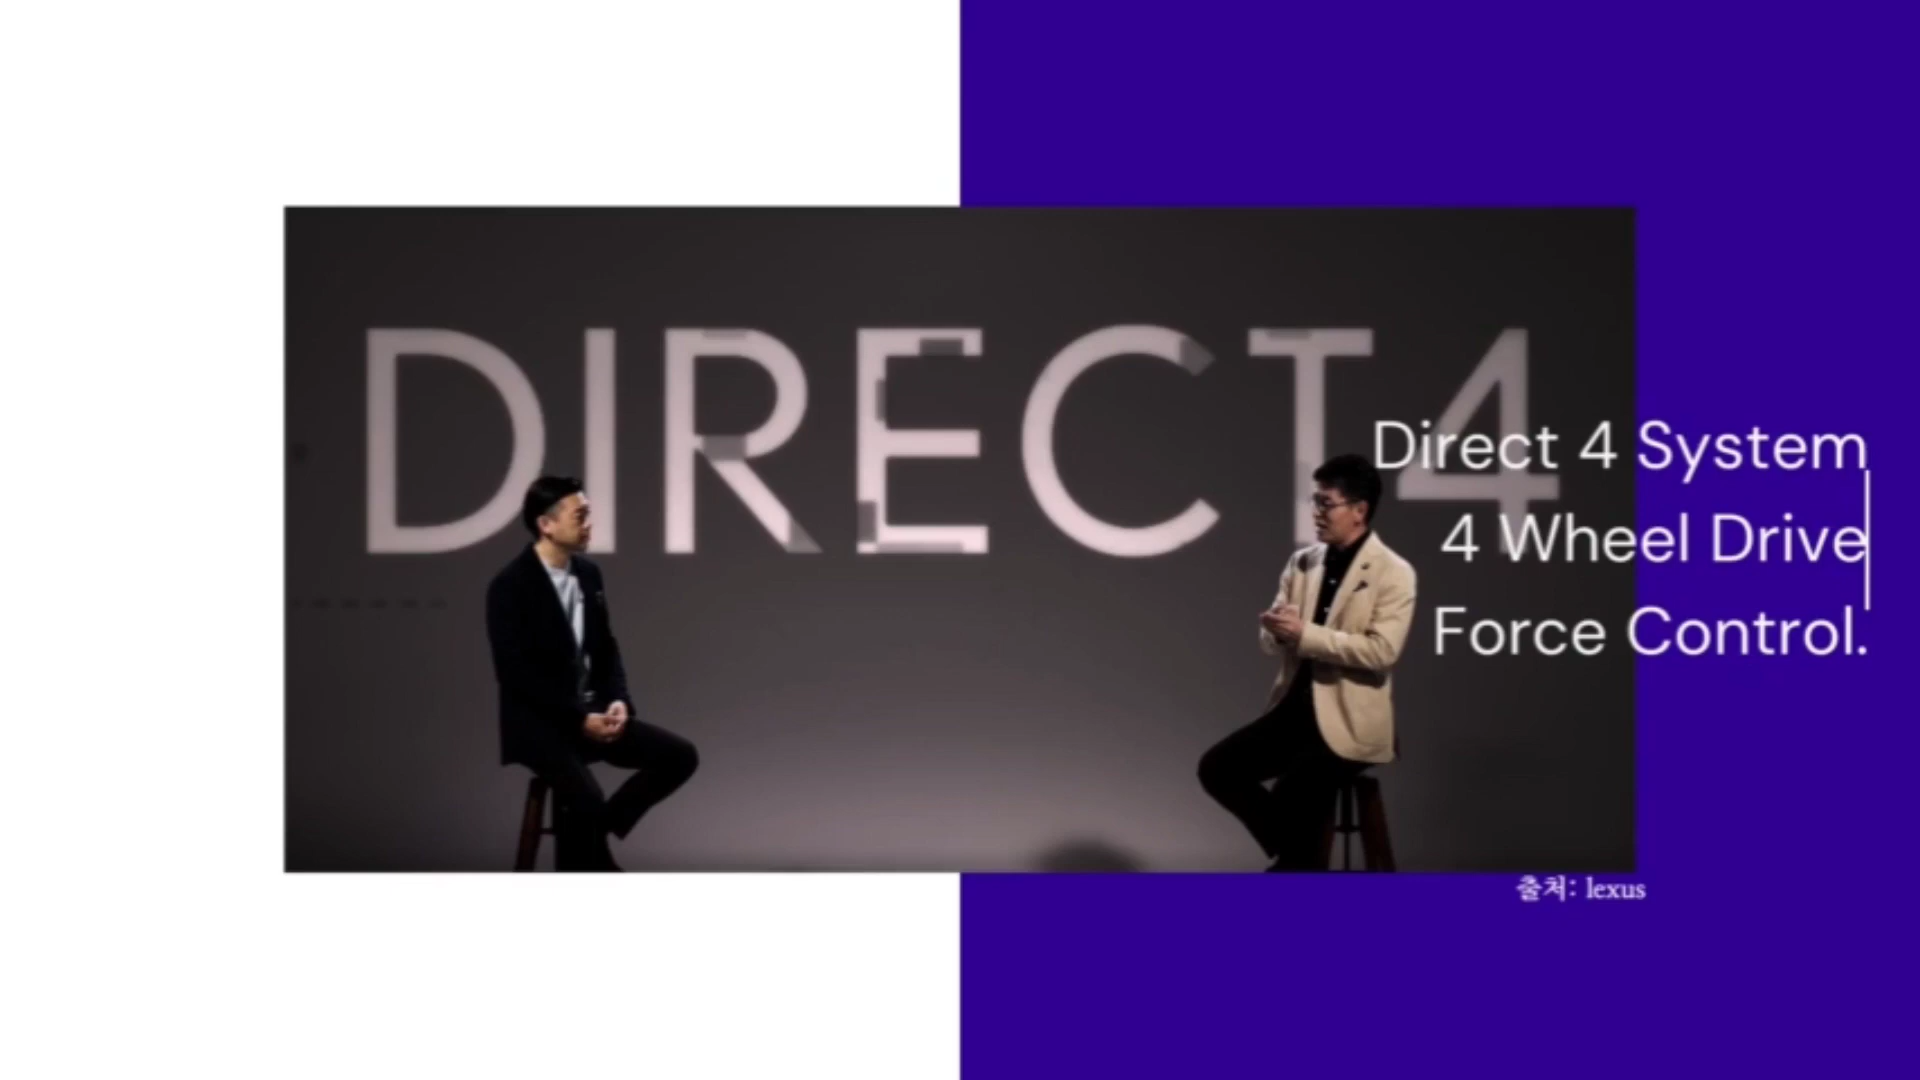 DIRECT4
Direct 4 System
4 Wheel Drive
Force Control.
출처: lexus